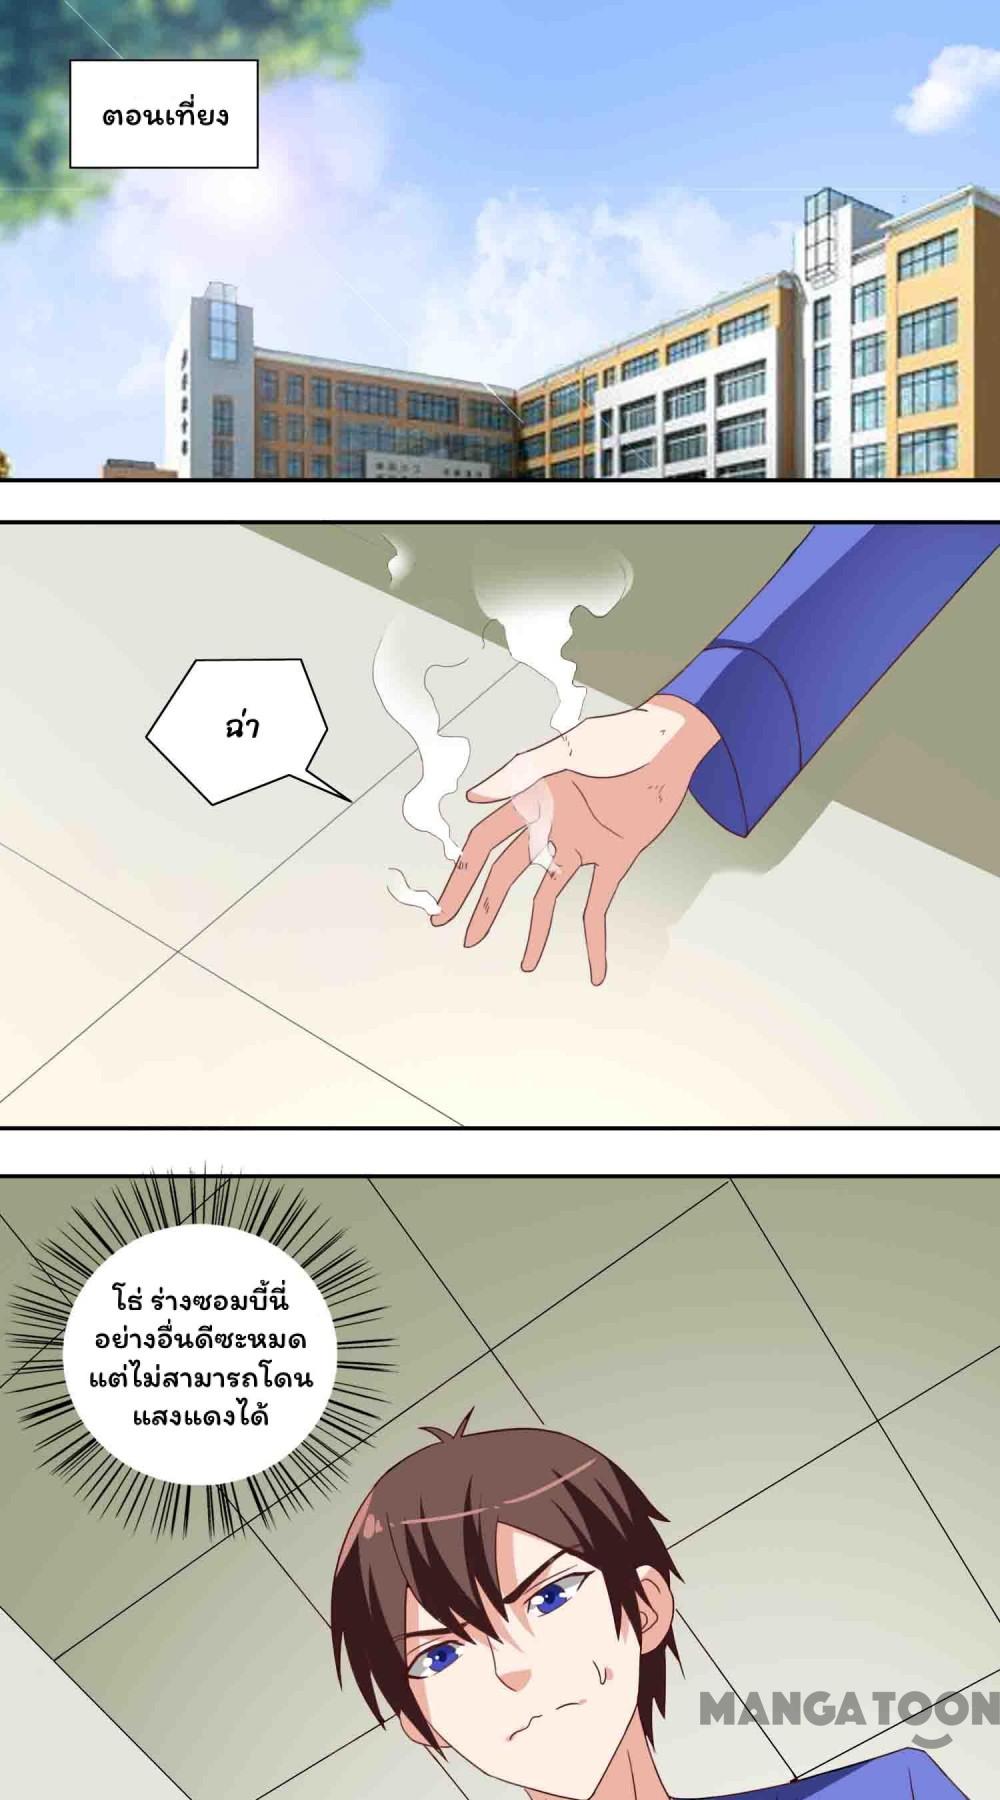 ตอนเที่ยง
ฉ่า
โธ่ ร่างซอมบี้นี่
อย่างอื่นดีซะหมด
แต่ไม่สามารถโดน
แสงแดงได้
MANGATOON